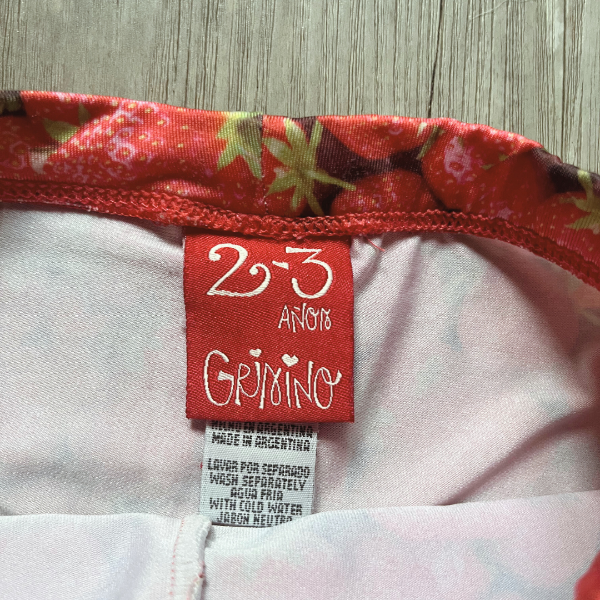 2-3
AÑOS
GRISINO
HECHO EN ARGENTINA
MADE IN ARGENTINA
LAVAR POR SEPARADO
WASH SEPARATELY
AGUA FRIA
WITH COLD WATER
JABON NEUTRO